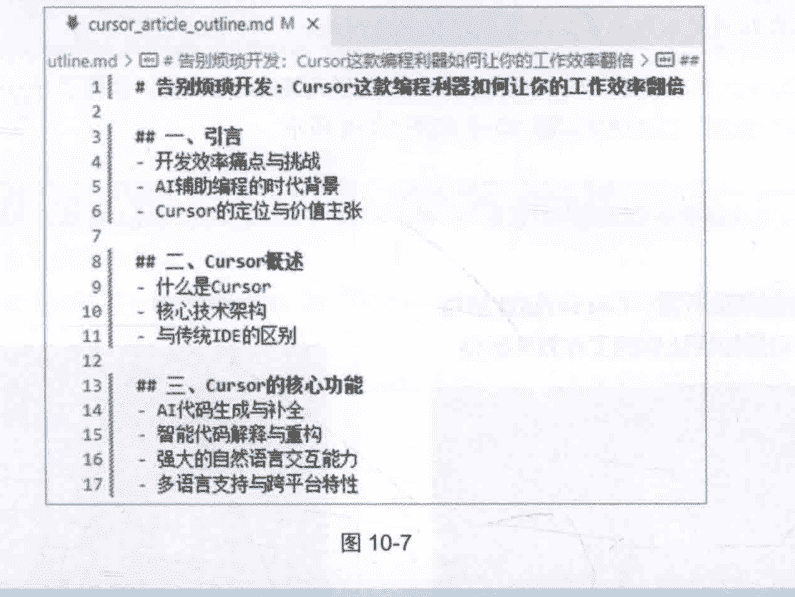 cursor_article_outline.md M ×
utline.md > # 告别烦琐开发：Cursor这款编程利器如何让你的工作效率翻倍 > ##
1 # 告别烦琐开发：Cursor这款编程利器如何让你的工作效率翻倍
2
3 ## 一、引言
4 - 开发效率痛点与挑战
5 - AI辅助编程的时代背景
6 - Cursor的定位与价值主张
7
8 ## 二、Cursor概述
9 - 什么是Cursor
10 - 核心技术架构
11 - 与传统IDE的区别
12
13 ## 三、Cursor的核心功能
14 - AI代码生成与补全
15 - 智能代码解释与重构
16 - 强大的自然语言交互能力
17 - 多语言支持与跨平台特性
图 10-7